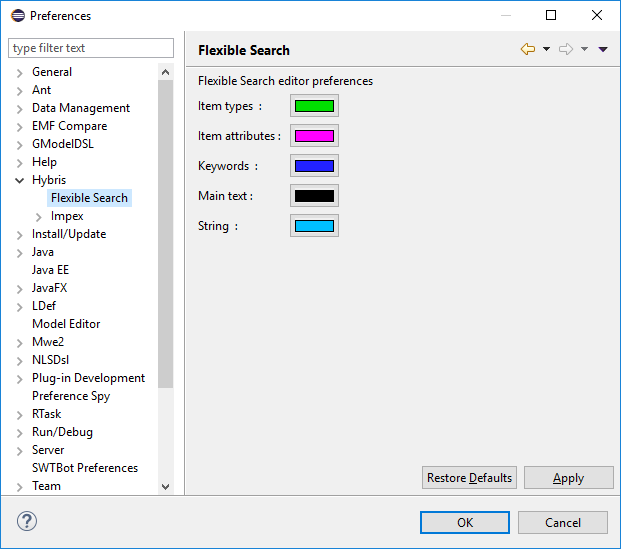 Preferences
type filter text
General
Ant
Data Management
EMF Compare
GModelDSL
Help
Hybris
Flexible Search
Impex
Install/Update
Java
Java EE
JavaFX
LDef
Model Editor
Mwe2
NLSDsl
Plug-in Development
Preference Spy
RTask
Run/Debug
Server
SWTBot Preferences
Team
Flexible Search
Flexible Search editor preferences
Item types :
Item attributes :
Keywords :
Main text :
String :
Restore Defaults
Apply
?
OK
Cancel